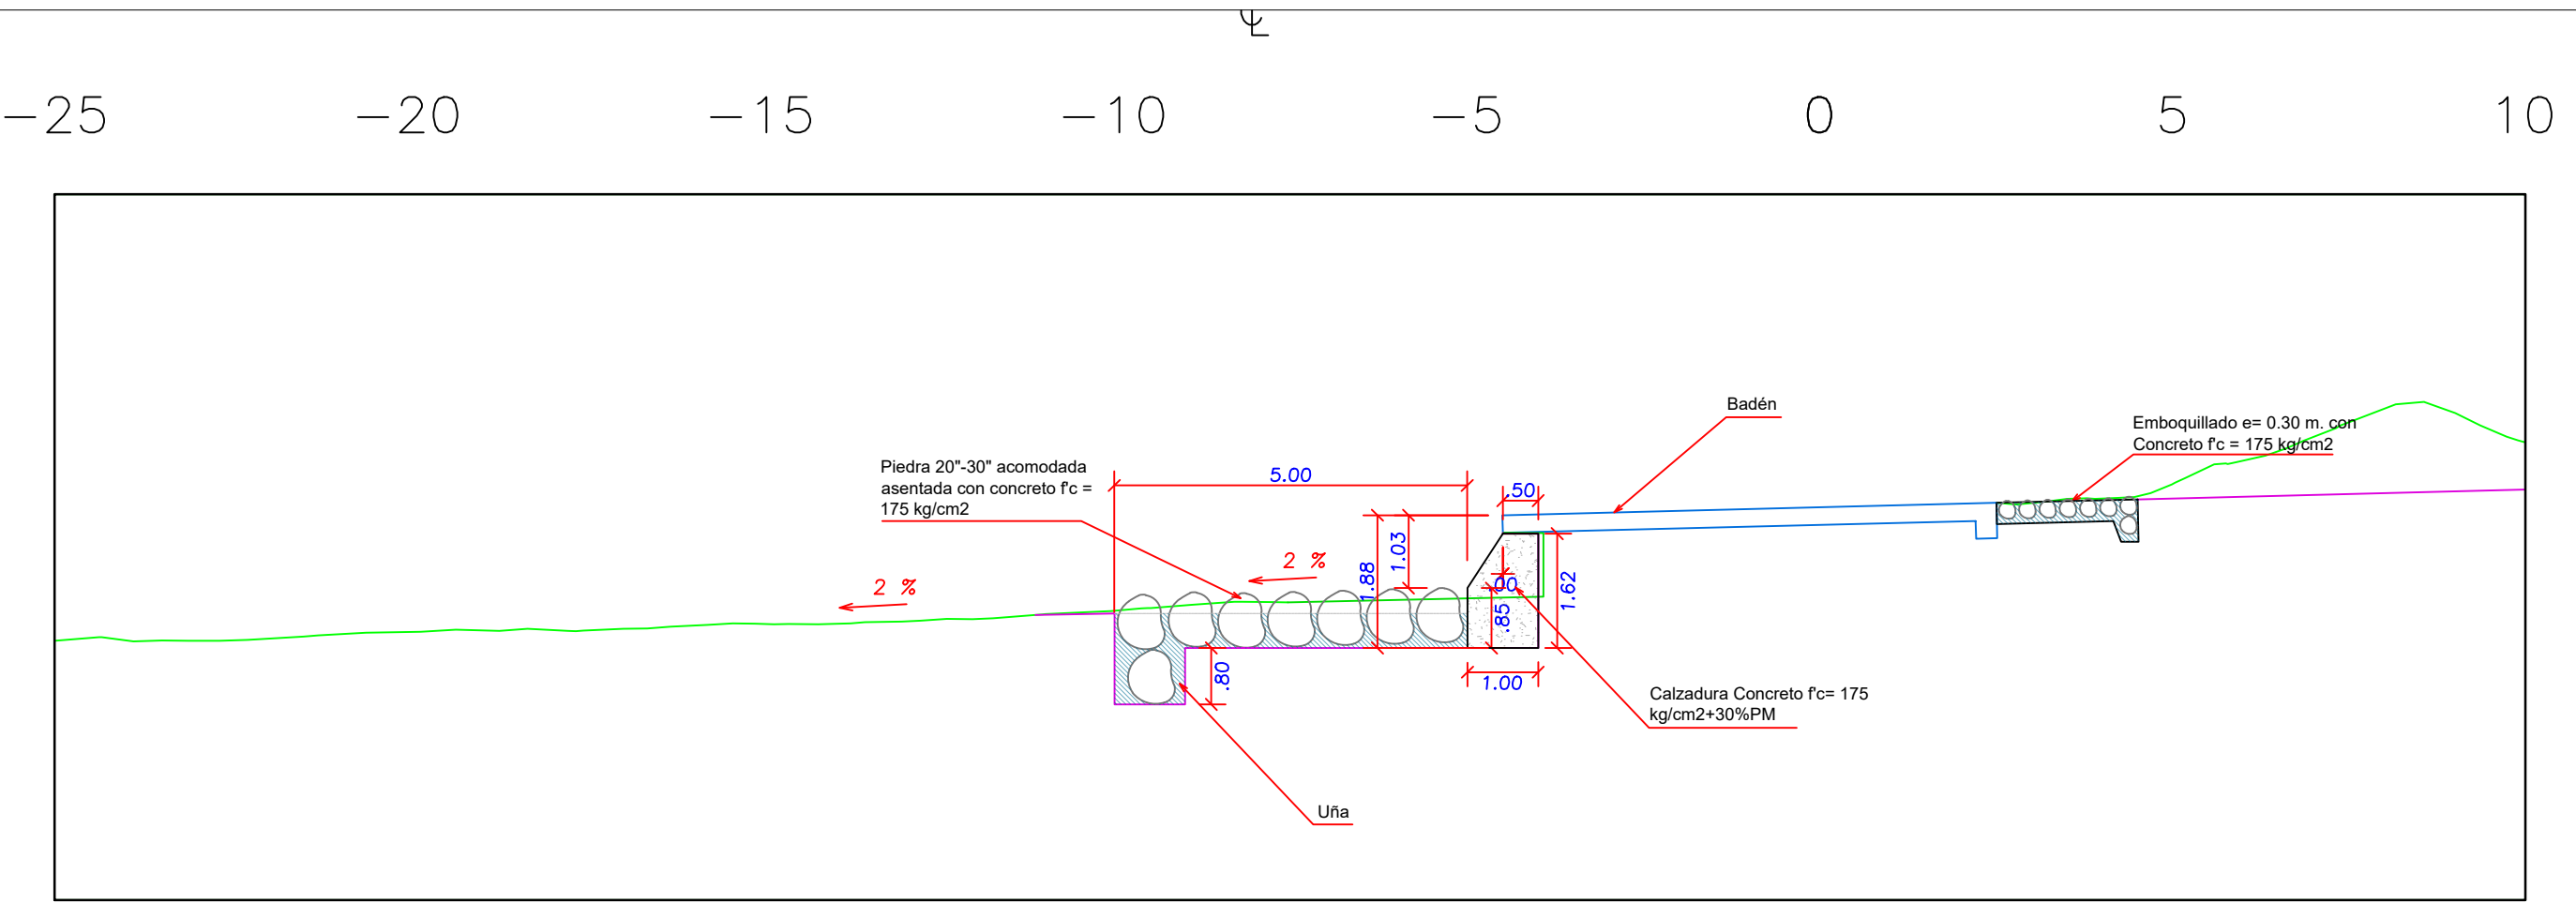 ℄
-25 -20 -15 -10 -5 0 5 10
Badén
Emboquillado e= 0.30 m. con
Concreto f'c = 175 kg/cm2
Piedra 20"-30" acomodada
asentada con concreto f'c =
175 kg/cm2
5.00
.50
1.03
1.88
2 %
2 %
.00
.85
1.62
.80
1.00
Calzadura Concreto f'c= 175
kg/cm2+30%PM
Uña